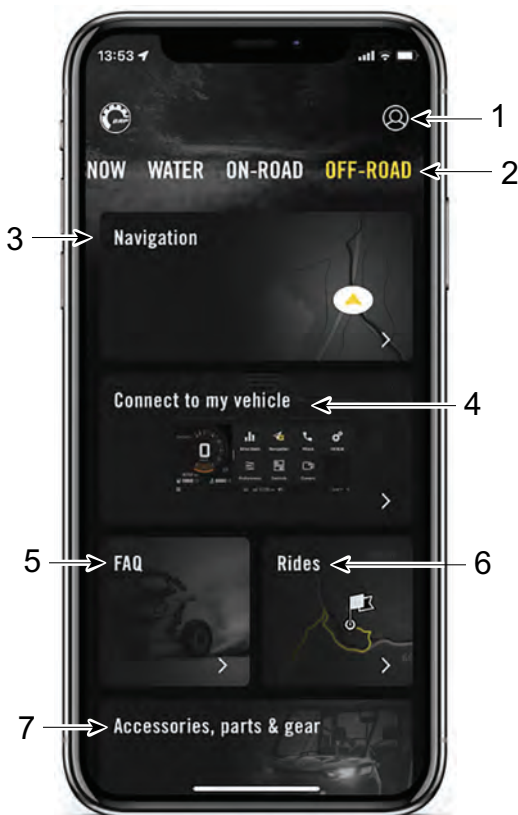 13:53
1
NOW WATER ON-ROAD OFF-ROAD
2
3
Navigation
Connect to my vehicle
4
0
5
FAQ
Rides
6
7
Accessories, parts & gear